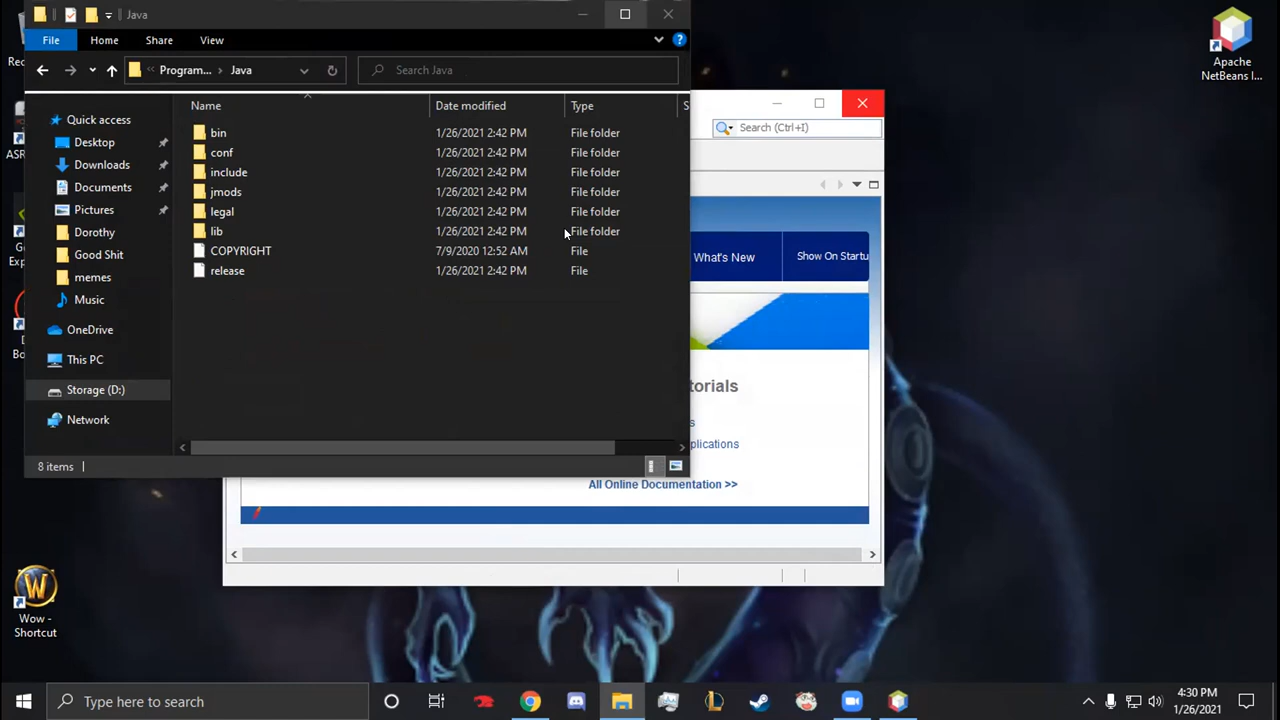 Java
File Home Share View
Program... Java Search Java
Name Date modified Type S
Quick access
Desktop
Downloads
Documents
Pictures
Dorothy
Good Shit
memes
Music
OneDrive
This PC
Storage (D:)
Network
bin 1/26/2021 2:42 PM File folder
conf 1/26/2021 2:42 PM File folder
include 1/26/2021 2:42 PM File folder
jmods 1/26/2021 2:42 PM File folder
legal 1/26/2021 2:42 PM File folder
lib 1/26/2021 2:42 PM File folder
COPYRIGHT 7/9/2020 12:52 AM File
release 1/26/2021 2:42 PM File
8 items
Search (Ctrl+I)
What's New Show On Startu
torials
s
plications
All Online Documentation >>
Apache
NetBeans I...
Rec
ASR
G
Exp
D
Bo
Wow -
Shortcut
Type here to search
4:30 PM
1/26/2021